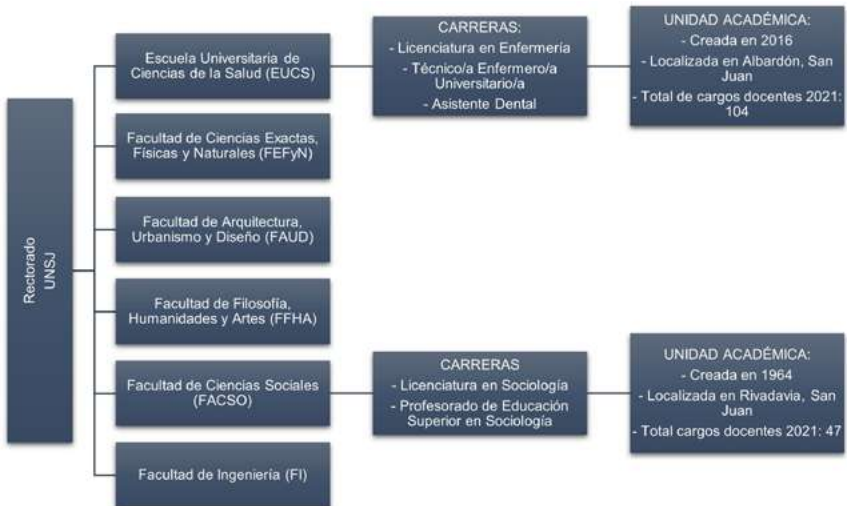 Rectorado
UNSJ
Escuela Universitaria de
Ciencias de la Salud (EUCS)
CARRERAS:
- Licenciatura en Enfermería
- Técnico/a Enfermero/a
Universitario/a
- Asistente Dental
UNIDAD ACADÉMICA:
- Creada en 2016
- Localizada en Albardón, San
Juan
- Total de cargos docentes 2021:
104
Facultad de Ciencias Exactas,
Físicas y Naturales (FEFyN)
Facultad de Arquitectura,
Urbanismo y Diseño (FAUD)
Facultad de Filosofía,
Humanidades y Artes (FFHA)
Facultad de Ciencias Sociales
(FACSO)
CARRERAS
- Licenciatura en Sociología
- Profesorado de Educación
Superior en Sociología
UNIDAD ACADÉMICA:
- Creada en 1964
- Localizada en Rivadavia, San
Juan
- Total cargos docentes 2021: 47
Facultad de Ingeniería (FI)